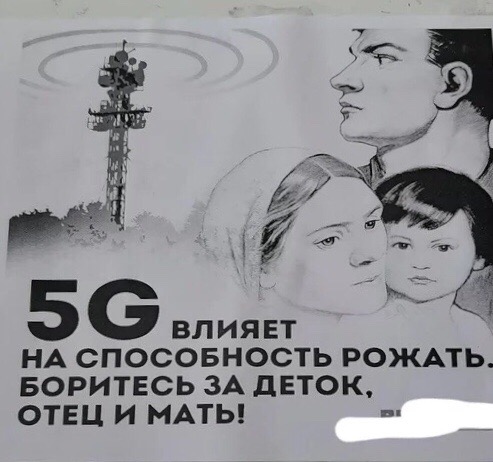 5G ВЛИЯЕТ
НА СПОСОБНОСТЬ РОЖАТЬ.
БОРИТЕСЬ ЗА ДЕТОК,
ОТЕЦ И МАТЬ!